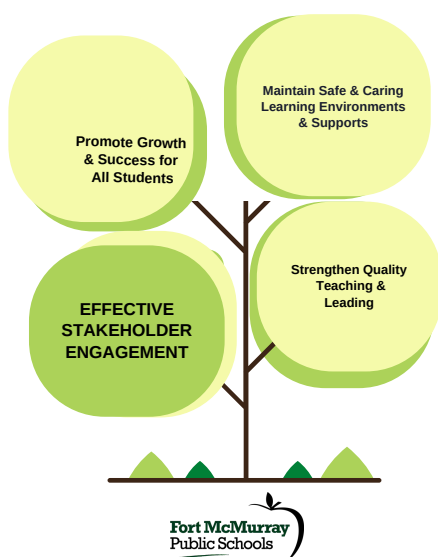 Promote Growth
& Success for
All Students
Maintain Safe & Caring
Learning Environments
& Supports
EFFECTIVE
STAKEHOLDER
ENGAGEMENT
Strengthen Quality
Teaching &
Leading
Fort McMurray
Public Schools